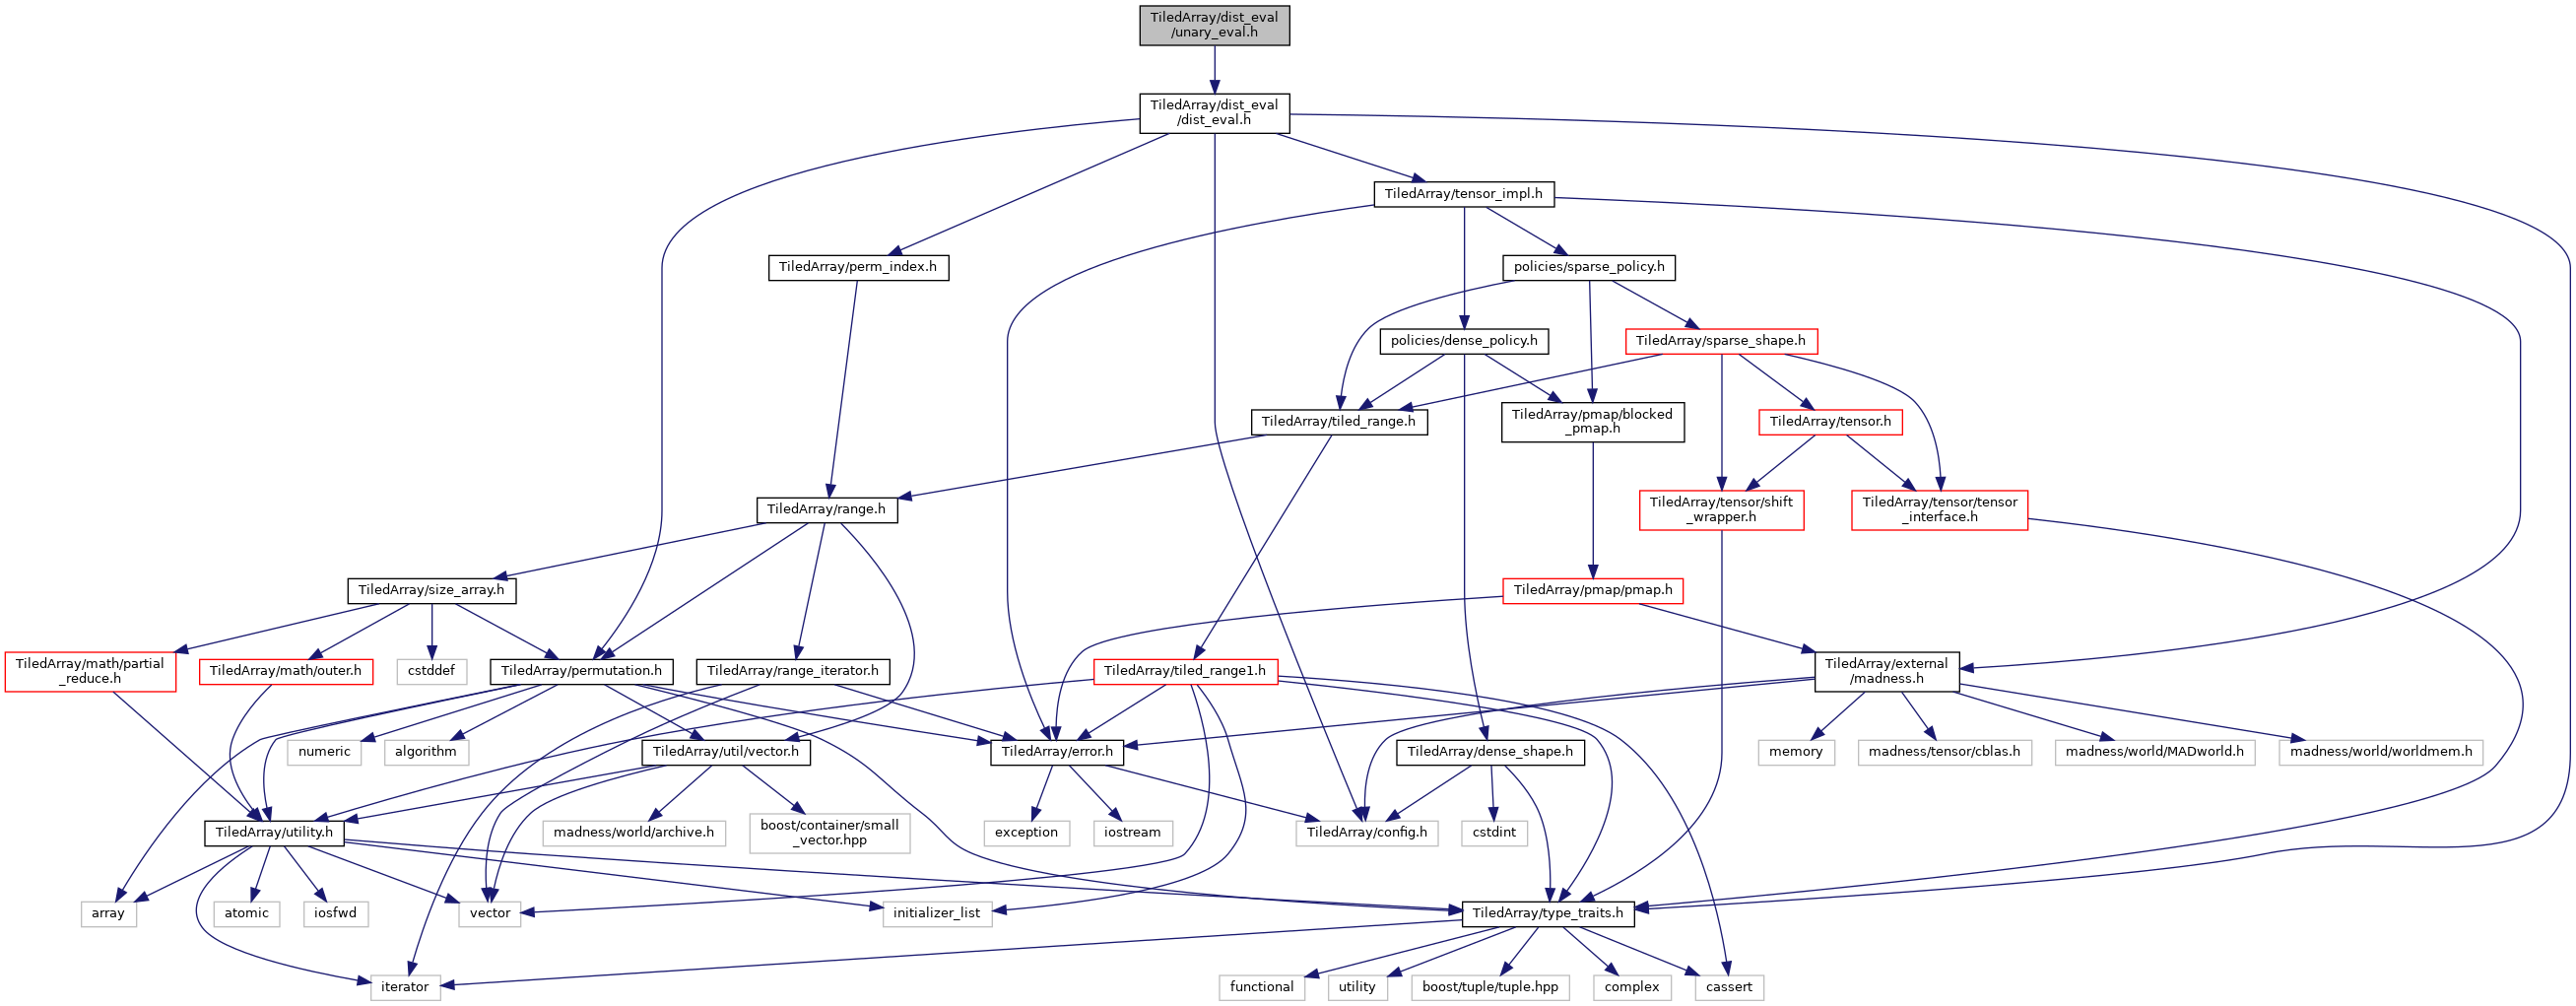 TiledArray/dist_eval
/unary_eval.h
TiledArray/dist_eval
/dist_eval.h
TiledArray/tensor_impl.h
TiledArray/perm_index.h
policies/sparse_policy.h
policies/dense_policy.h
TiledArray/sparse_shape.h
TiledArray/tiled_range.h
TiledArray/pmap/blocked
_pmap.h
TiledArray/tensor.h
TiledArray/range.h
TiledArray/tensor/shift
_wrapper.h
TiledArray/tensor/tensor
_interface.h
TiledArray/size_array.h
TiledArray/pmap/pmap.h
TiledArray/math/partial
_reduce.h
TiledArray/math/outer.h
cstddef
TiledArray/permutation.h
TiledArray/range_iterator.h
TiledArray/tiled_range1.h
TiledArray/external
/madness.h
numeric
algorithm
TiledArray/util/vector.h
TiledArray/error.h
TiledArray/dense_shape.h
memory
madness/tensor/cblas.h
madness/world/MADworld.h
madness/world/worldmem.h
TiledArray/utility.h
madness/world/archive.h
boost/container/small
_vector.hpp
exception
iostream
TiledArray/config.h
cstdint
array
atomic
iosfwd
vector
initializer_list
TiledArray/type_traits.h
iterator
functional
utility
boost/tuple/tuple.hpp
complex
cassert